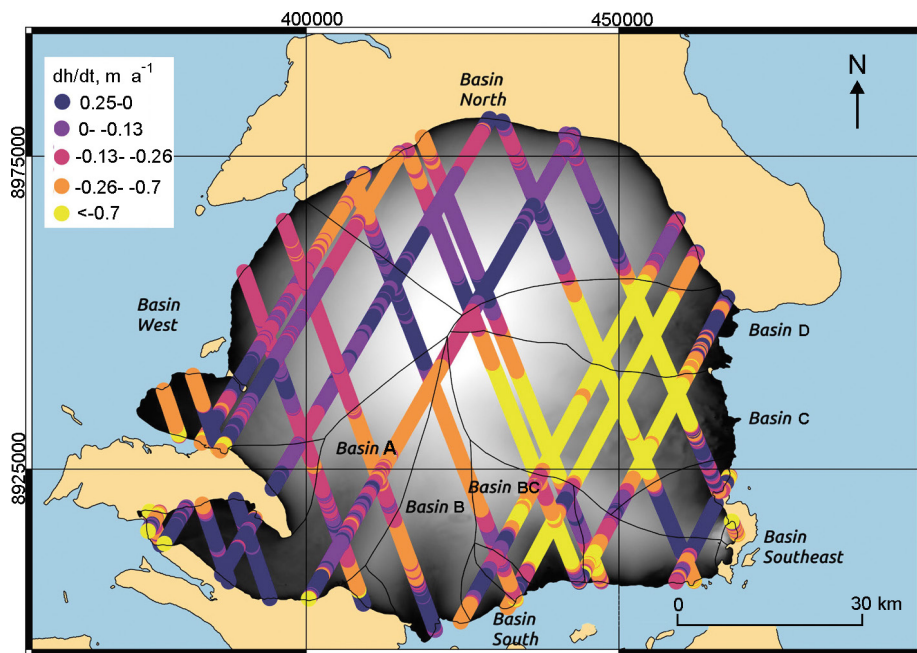 400000
450000
dh/dt, m a⁻¹
0.25-0
0- -0.13
-0.13- -0.26
-0.26- -0.7
<-0.7
Basin
North
N
8975000
Basin
West
Basin D
Basin C
Basin A
8925000
Basin BC
Basin B
Basin
Southeast
Basin
South
0
30 km